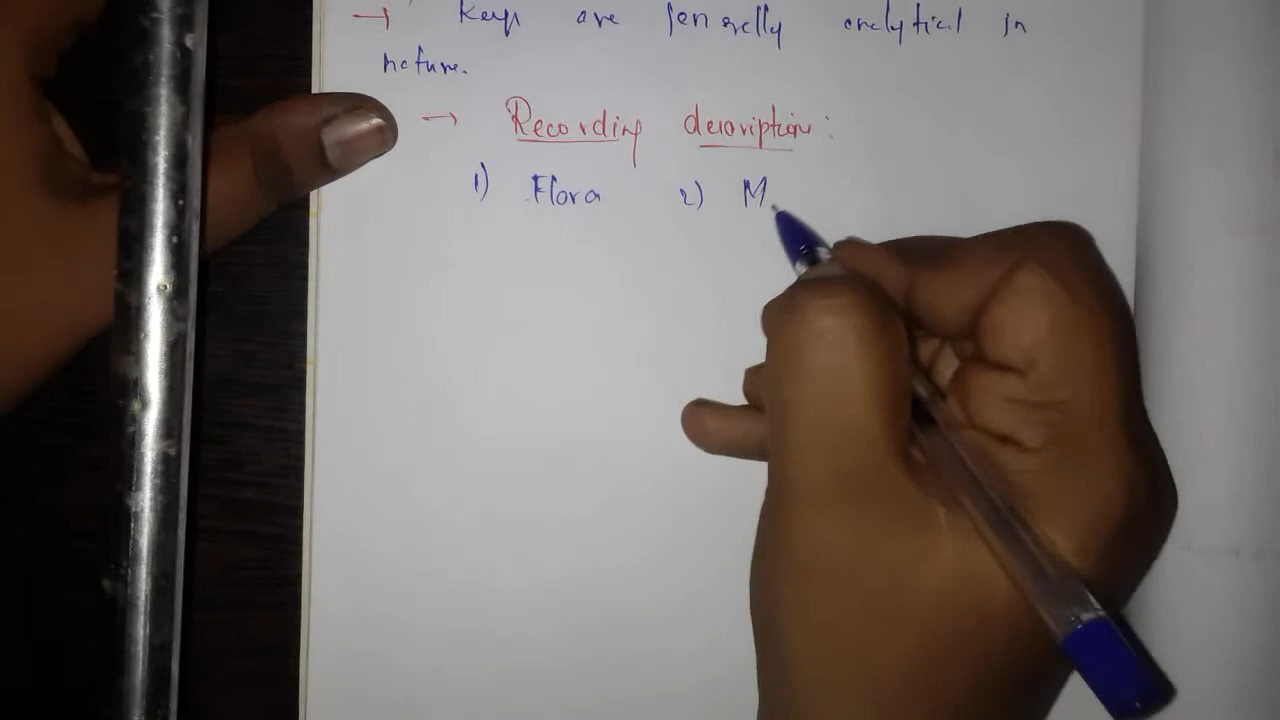 → Keys are generally analytical in
nature.
→ Recording description:
1) Flora 2) M